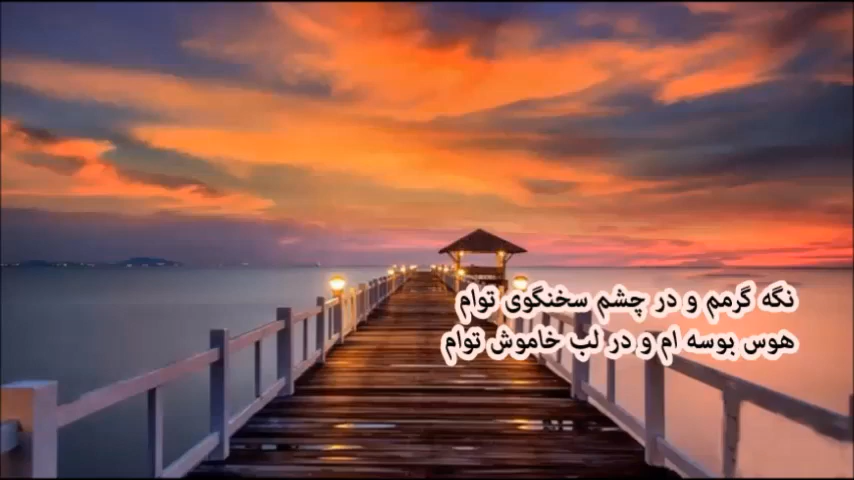 نگه گرمم و در چشم سخنگوی توام
هوس بوسه ام و در لب خاموش توام